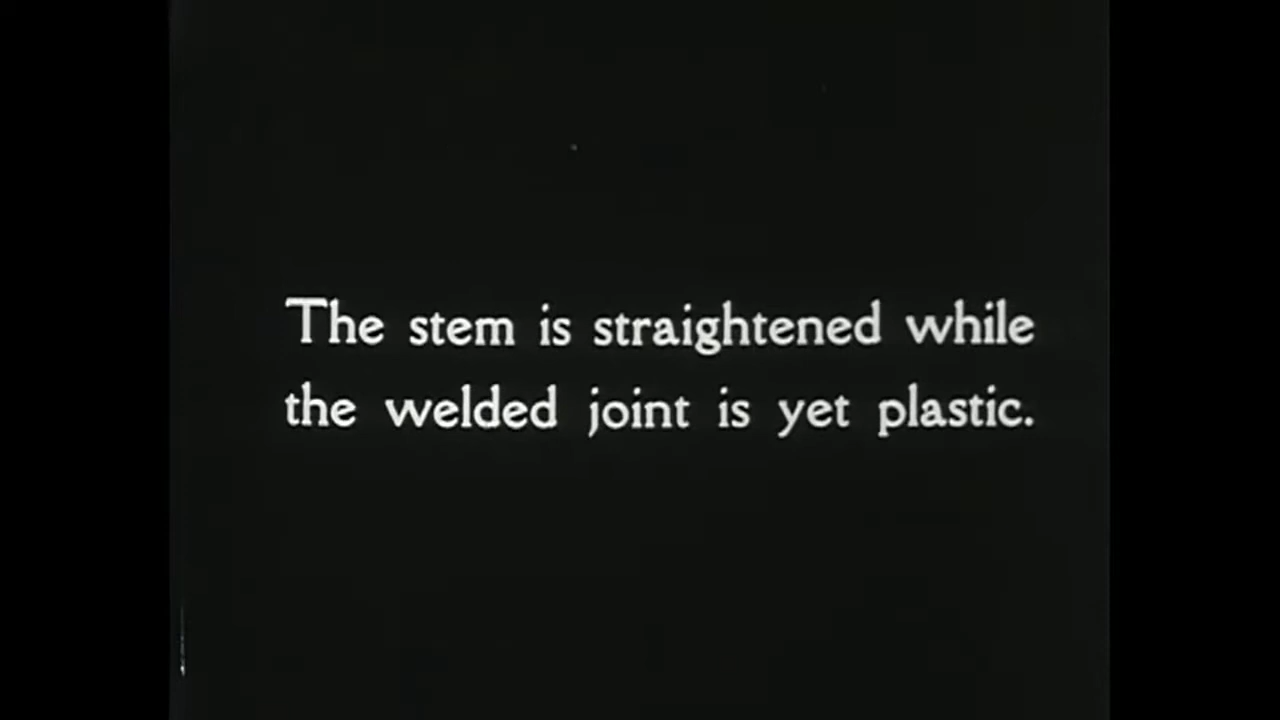 The stem is straightened while
the welded joint is yet plastic.